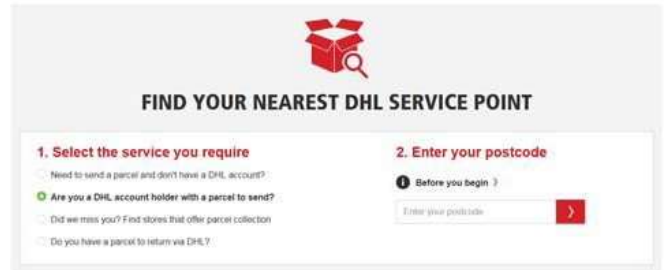 FIND YOUR NEAREST DHL SERVICE POINT
1. Select the service you require
Need to send a parcel and don't have a DHL account?
Are you a DHL account holder with a parcel to send?
Did we miss you? Find stores that offer parcel collection
Do you have a parcel to return via DHL?
2. Enter your postcode
Before you begin
Enter your postcode